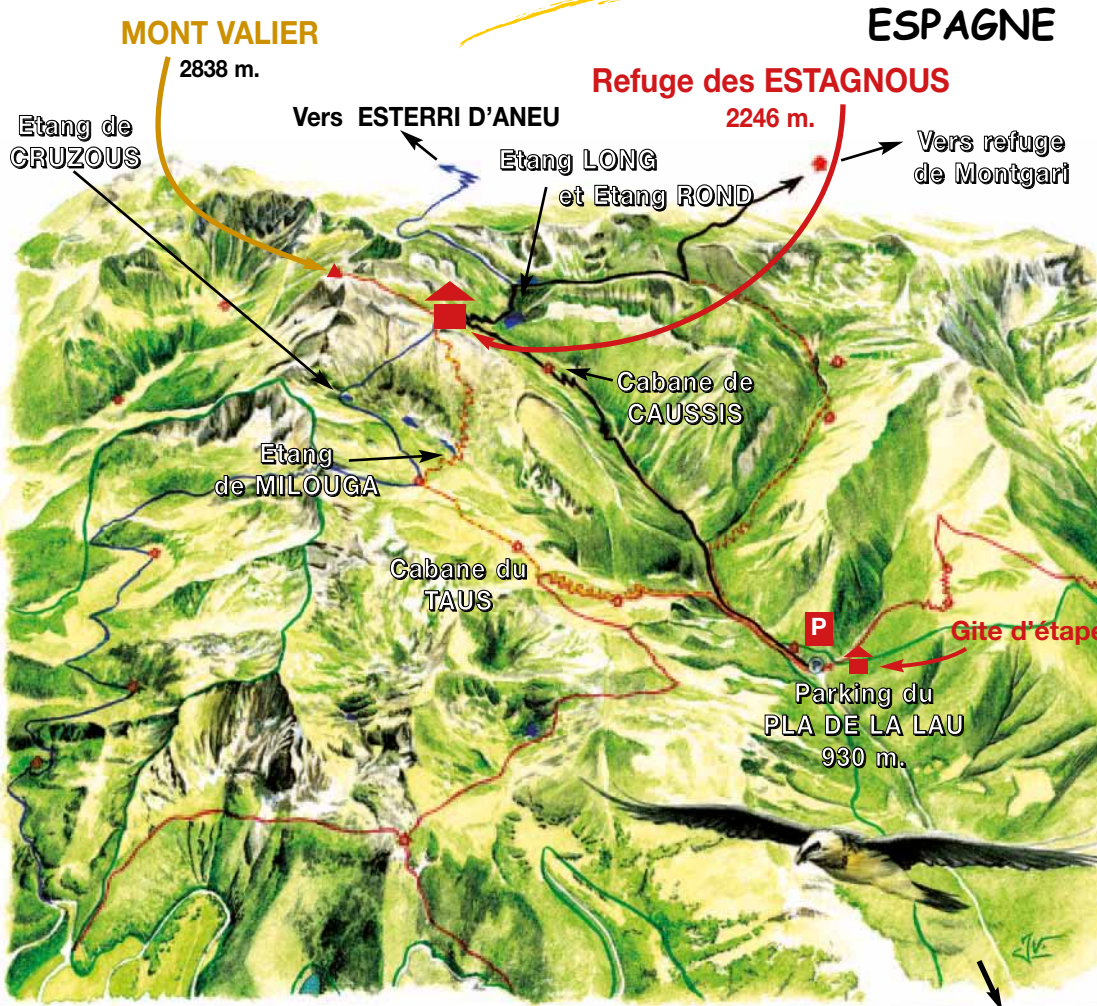 ESPAGNE
MONT VALIER
2838 m.
Refuge des ESTAGNOUS
2246 m.
Vers ESTERRI D'ANEU
Etang de
CRUZOUS
Etang LONG
et Etang ROND
Vers refuge
de Montgari
Cabane de
CAUSSIS
Etang
de MILOUGA
Cabane du
TAUS
P
Gite d'étape
Parking du
PLA DE LA LAU
930 m.